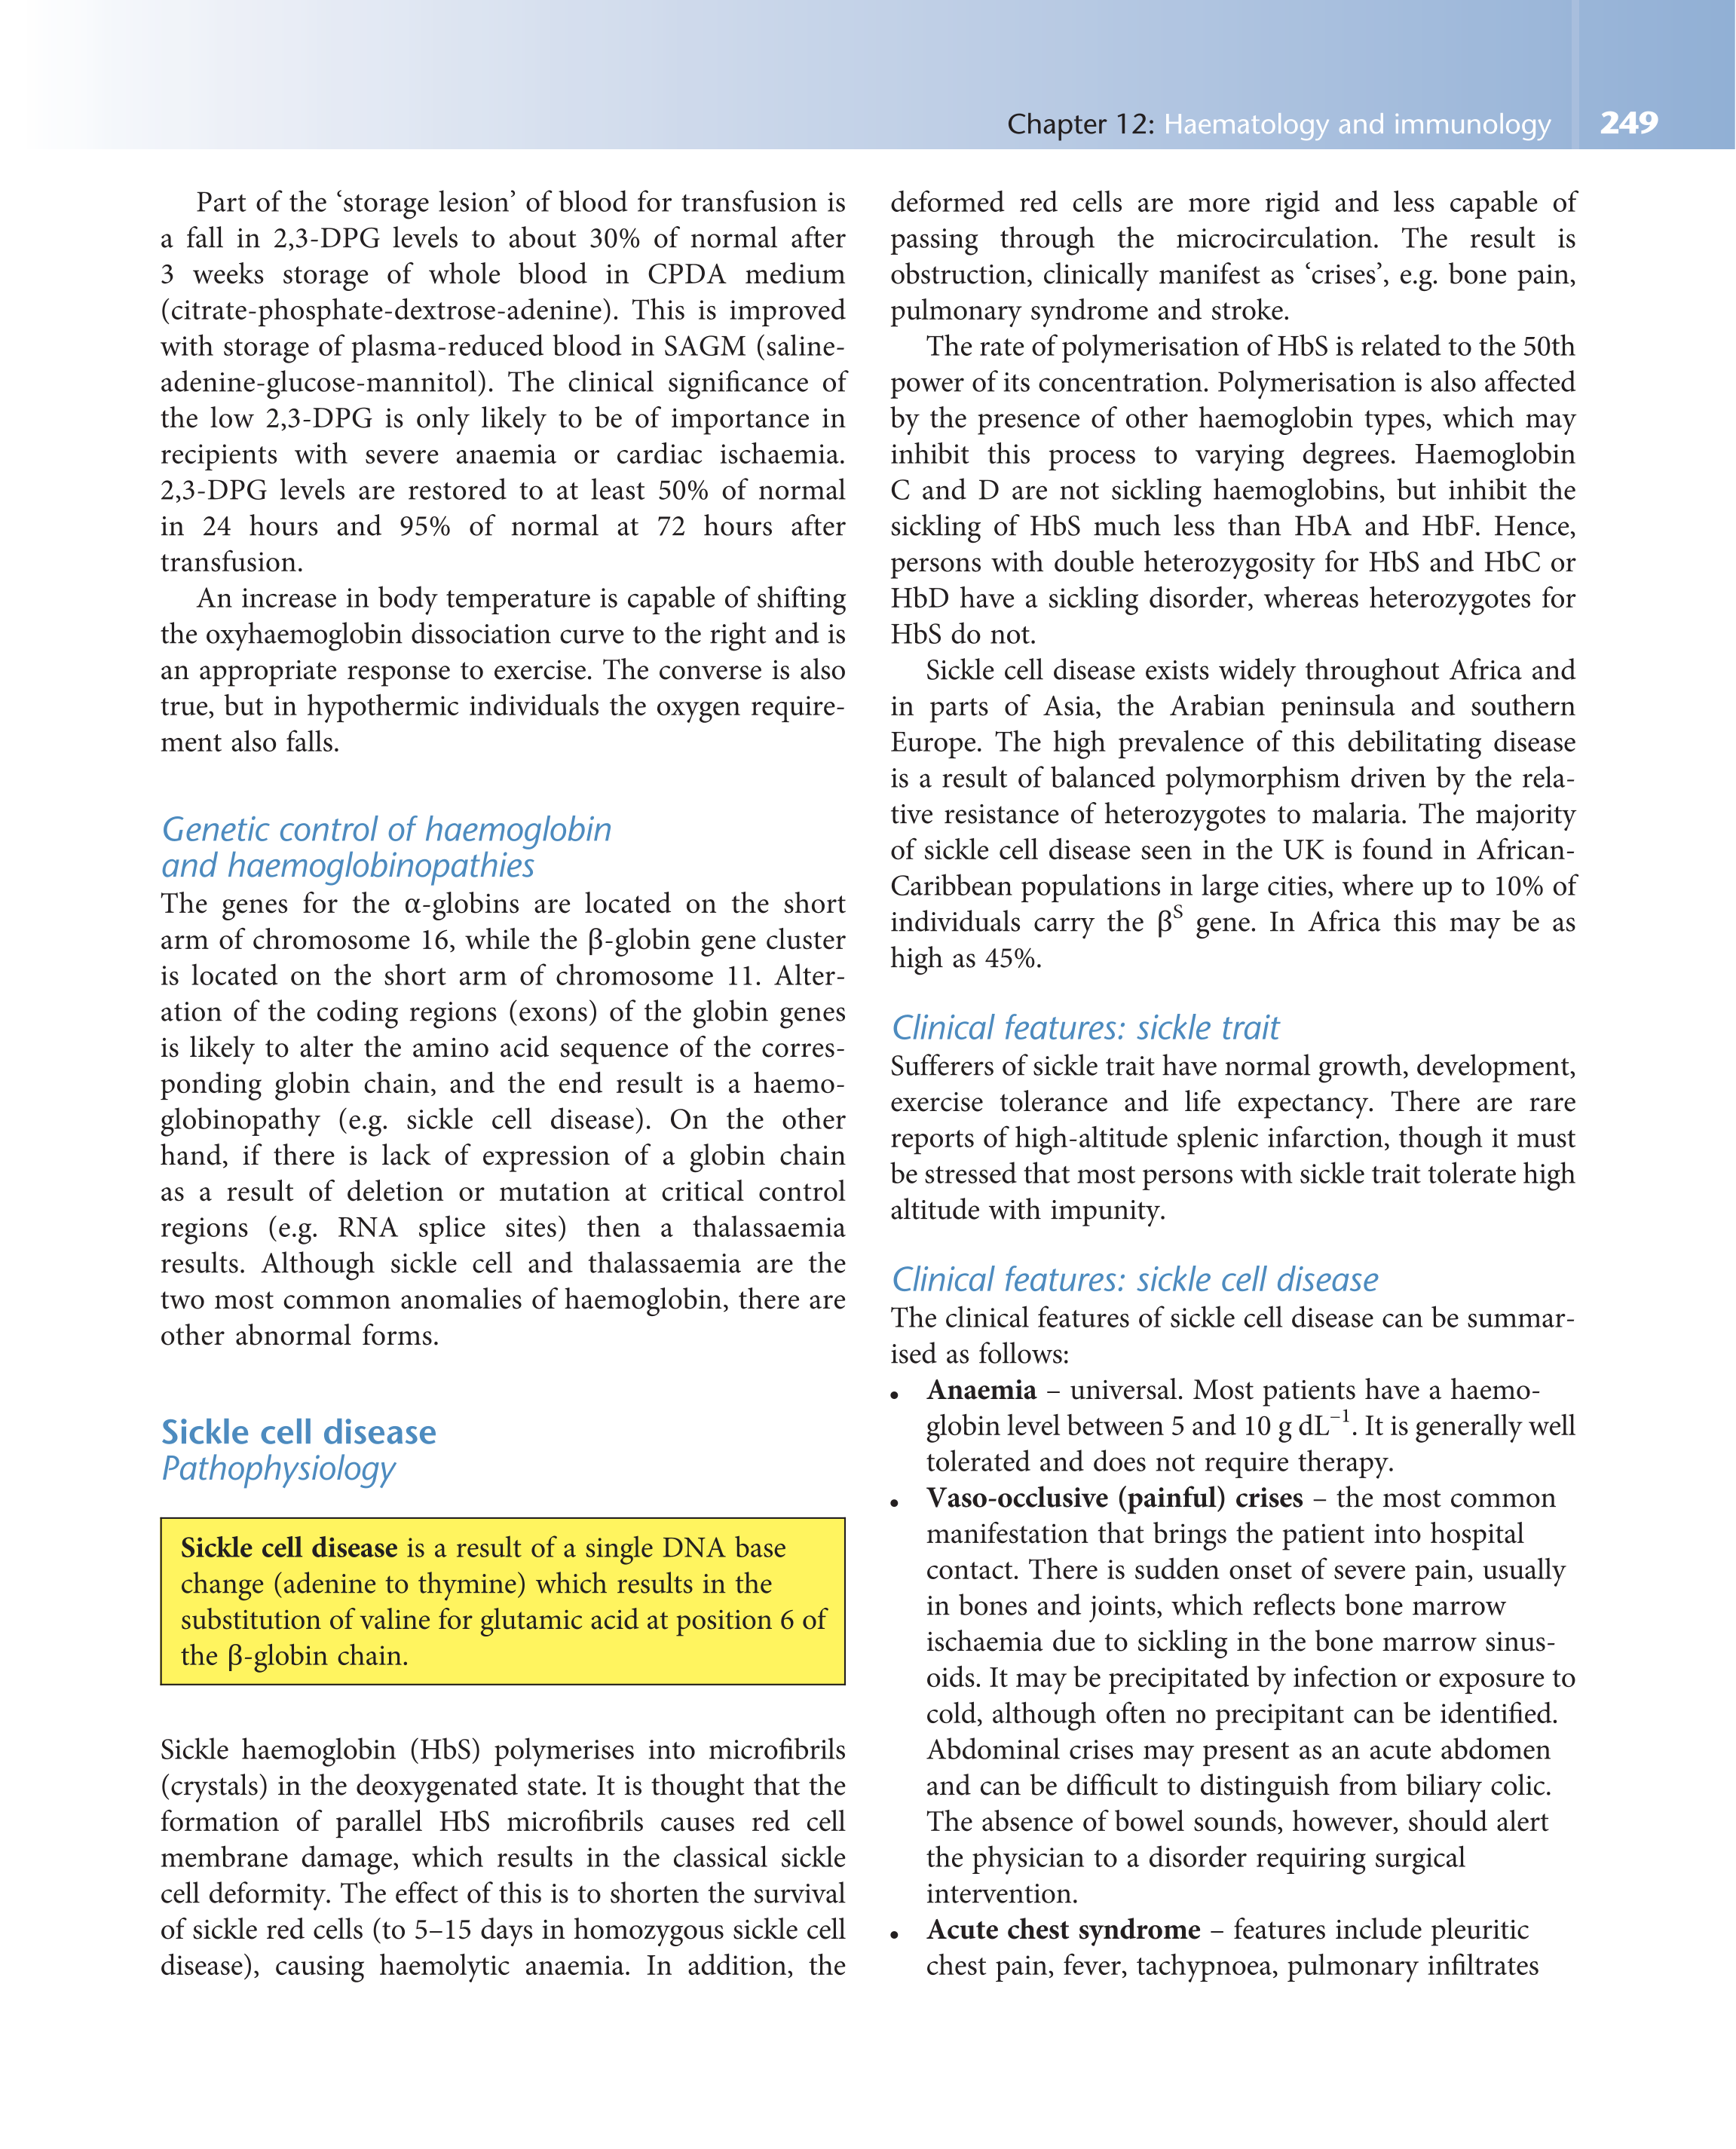 Chapter 12: Haematology and immunology 249
Part of the ‘storage lesion’ of blood for transfusion is
a fall in 2,3-DPG levels to about 30% of normal after
3 weeks storage of whole blood in CPDA medium
(citrate-phosphate-dextrose-adenine). This is improved
with storage of plasma-reduced blood in SAGM (saline-
adenine-glucose-mannitol). The clinical significance of
the low 2,3-DPG is only likely to be of importance in
recipients with severe anaemia or cardiac ischaemia.
2,3-DPG levels are restored to at least 50% of normal
in 24 hours and 95% of normal at 72 hours after
transfusion.
An increase in body temperature is capable of shifting
the oxyhaemoglobin dissociation curve to the right and is
an appropriate response to exercise. The converse is also
true, but in hypothermic individuals the oxygen require-
ment also falls.
Genetic control of haemoglobin
and haemoglobinopathies
The genes for the α-globins are located on the short
arm of chromosome 16, while the β-globin gene cluster
is located on the short arm of chromosome 11. Alter-
ation of the coding regions (exons) of the globin genes
is likely to alter the amino acid sequence of the corres-
ponding globin chain, and the end result is a haemo-
globinopathy (e.g. sickle cell disease). On the other
hand, if there is lack of expression of a globin chain
as a result of deletion or mutation at critical control
regions (e.g. RNA splice sites) then a thalassaemia
results. Although sickle cell and thalassaemia are the
two most common anomalies of haemoglobin, there are
other abnormal forms.
Sickle cell disease
Pathophysiology
Sickle cell disease is a result of a single DNA base
change (adenine to thymine) which results in the
substitution of valine for glutamic acid at position 6 of
the β-globin chain.
Sickle haemoglobin (HbS) polymerises into microfibrils
(crystals) in the deoxygenated state. It is thought that the
formation of parallel HbS microfibrils causes red cell
membrane damage, which results in the classical sickle
cell deformity. The effect of this is to shorten the survival
of sickle red cells (to 5–15 days in homozygous sickle cell
disease), causing haemolytic anaemia. In addition, the
deformed red cells are more rigid and less capable of
passing through the microcirculation. The result is
obstruction, clinically manifest as ‘crises’, e.g. bone pain,
pulmonary syndrome and stroke.
The rate of polymerisation of HbS is related to the 50th
power of its concentration. Polymerisation is also affected
by the presence of other haemoglobin types, which may
inhibit this process to varying degrees. Haemoglobin
C and D are not sickling haemoglobins, but inhibit the
sickling of HbS much less than HbA and HbF. Hence,
persons with double heterozygosity for HbS and HbC or
HbD have a sickling disorder, whereas heterozygotes for
HbS do not.
Sickle cell disease exists widely throughout Africa and
in parts of Asia, the Arabian peninsula and southern
Europe. The high prevalence of this debilitating disease
is a result of balanced polymorphism driven by the rela-
tive resistance of heterozygotes to malaria. The majority
of sickle cell disease seen in the UK is found in African-
Caribbean populations in large cities, where up to 10% of
individuals carry the β^S gene. In Africa this may be as
high as 45%.
Clinical features: sickle trait
Sufferers of sickle trait have normal growth, development,
exercise tolerance and life expectancy. There are rare
reports of high-altitude splenic infarction, though it must
be stressed that most persons with sickle trait tolerate high
altitude with impunity.
Clinical features: sickle cell disease
The clinical features of sickle cell disease can be summar-
ised as follows:
• Anaemia – universal. Most patients have a haemo-
globin level between 5 and 10 g dL⁻¹. It is generally well
tolerated and does not require therapy.
• Vaso-occlusive (painful) crises – the most common
manifestation that brings the patient into hospital
contact. There is sudden onset of severe pain, usually
in bones and joints, which reflects bone marrow
ischaemia due to sickling in the bone marrow sinus-
oids. It may be precipitated by infection or exposure to
cold, although often no precipitant can be identified.
Abdominal crises may present as an acute abdomen
and can be difficult to distinguish from biliary colic.
The absence of bowel sounds, however, should alert
the physician to a disorder requiring surgical
intervention.
• Acute chest syndrome – features include pleuritic
chest pain, fever, tachypnoea, pulmonary infiltrates